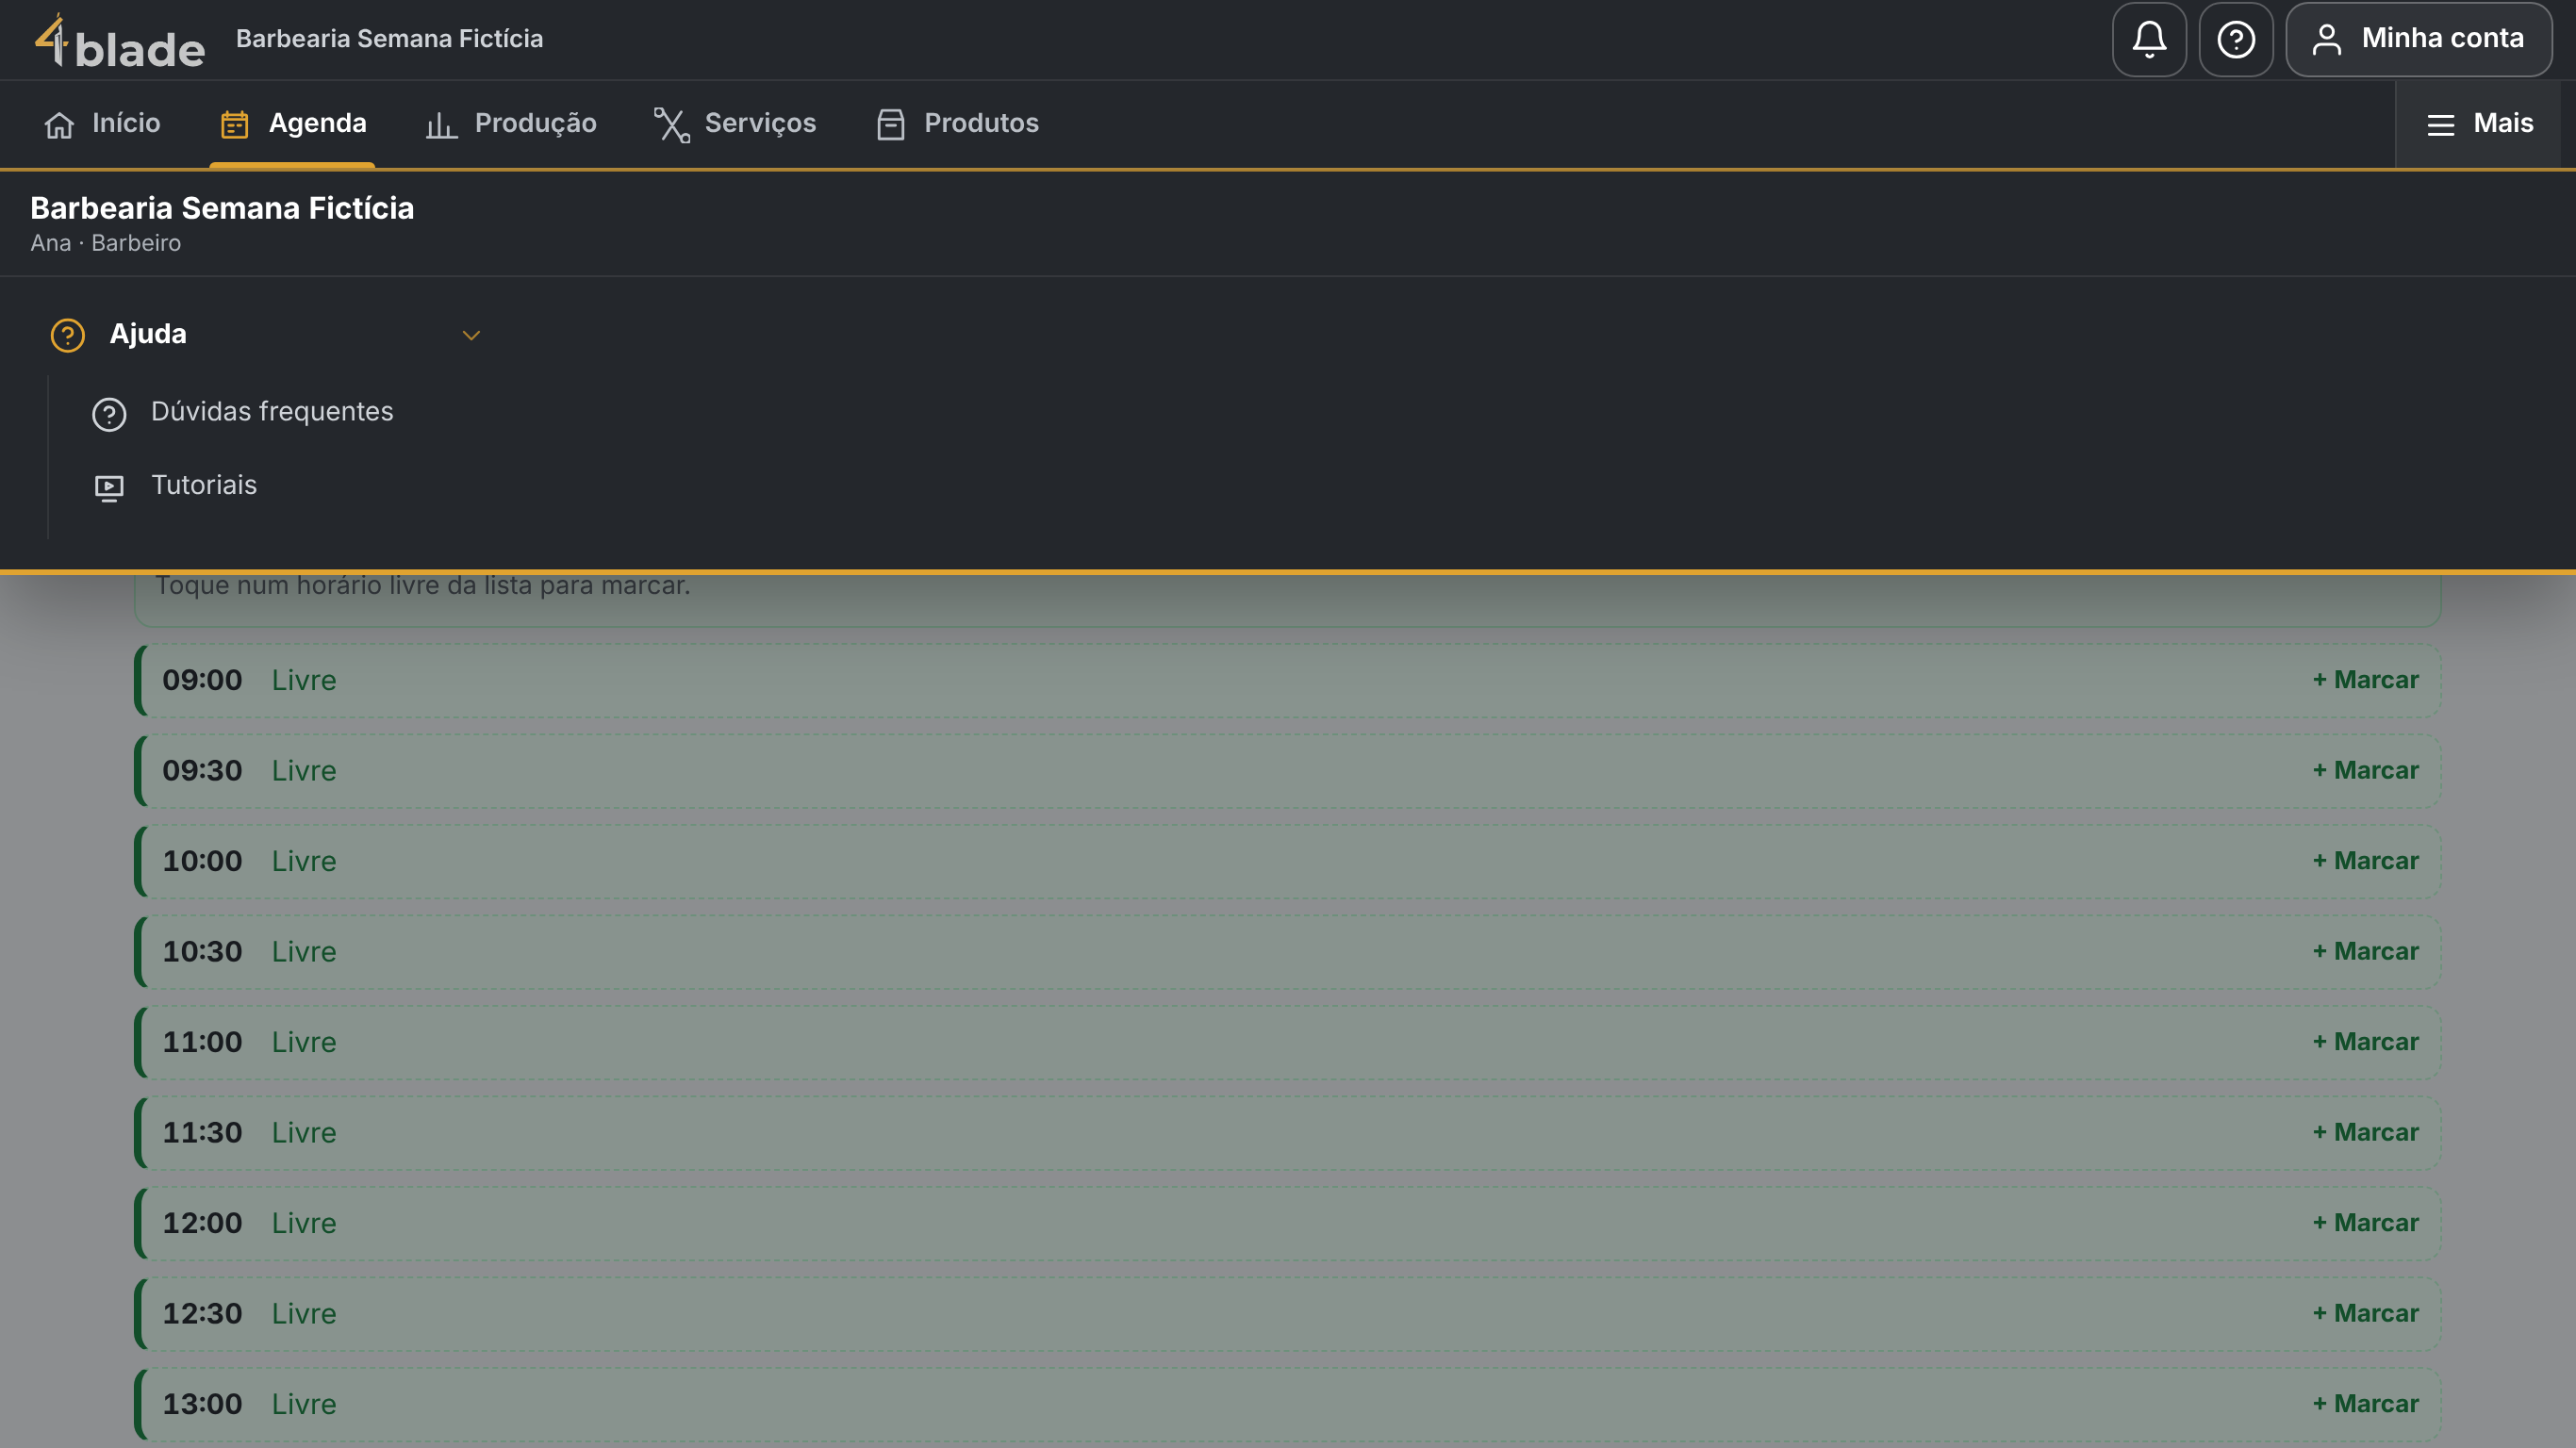 4blade Barbearia Semana Fictícia Minha conta
Início Agenda Produção Serviços Produtos Mais
Barbearia Semana Fictícia
Ana · Barbeiro
Ajuda
Dúvidas frequentes
Tutoriais
Toque num horário livre da lista para marcar.
09:00 Livre + Marcar
09:30 Livre + Marcar
10:00 Livre + Marcar
10:30 Livre + Marcar
11:00 Livre + Marcar
11:30 Livre + Marcar
12:00 Livre + Marcar
12:30 Livre + Marcar
13:00 Livre + Marcar